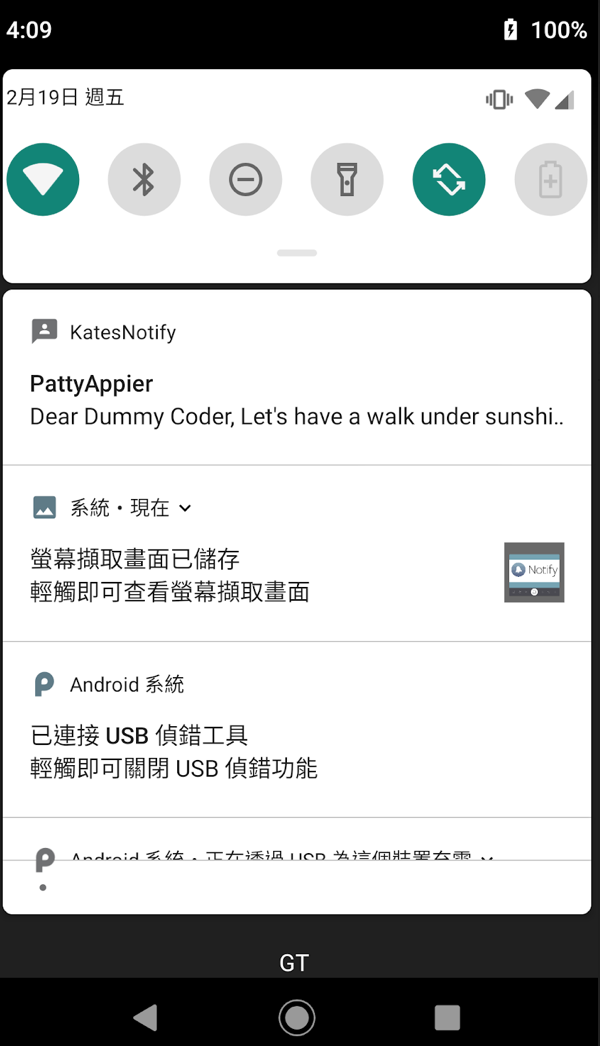 4:09
100%
2月19日 週五
KatesNotify
PattyAppier
Dear Dummy Coder, Let's have a walk under sunshi..
系統・現在
螢幕擷取畫面已儲存
輕觸即可查看螢幕擷取畫面
Notify
Android 系統
已連接 USB 偵錯工具
輕觸即可關閉 USB 偵錯功能
Android 系統・正在透過 USB 為這個裝置充電
GT